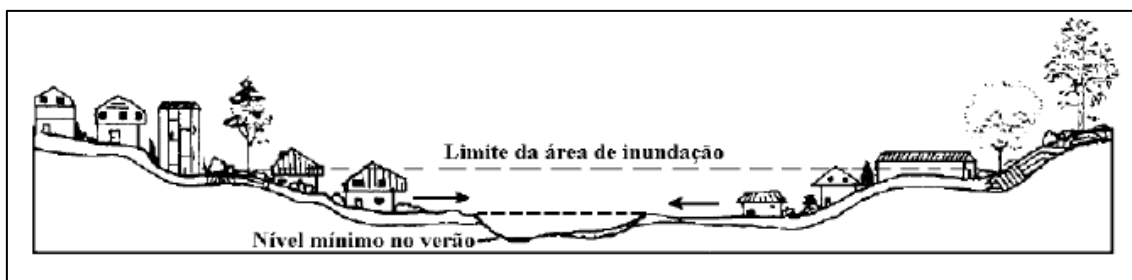 Limite da área de inundação
Nível mínimo no verão